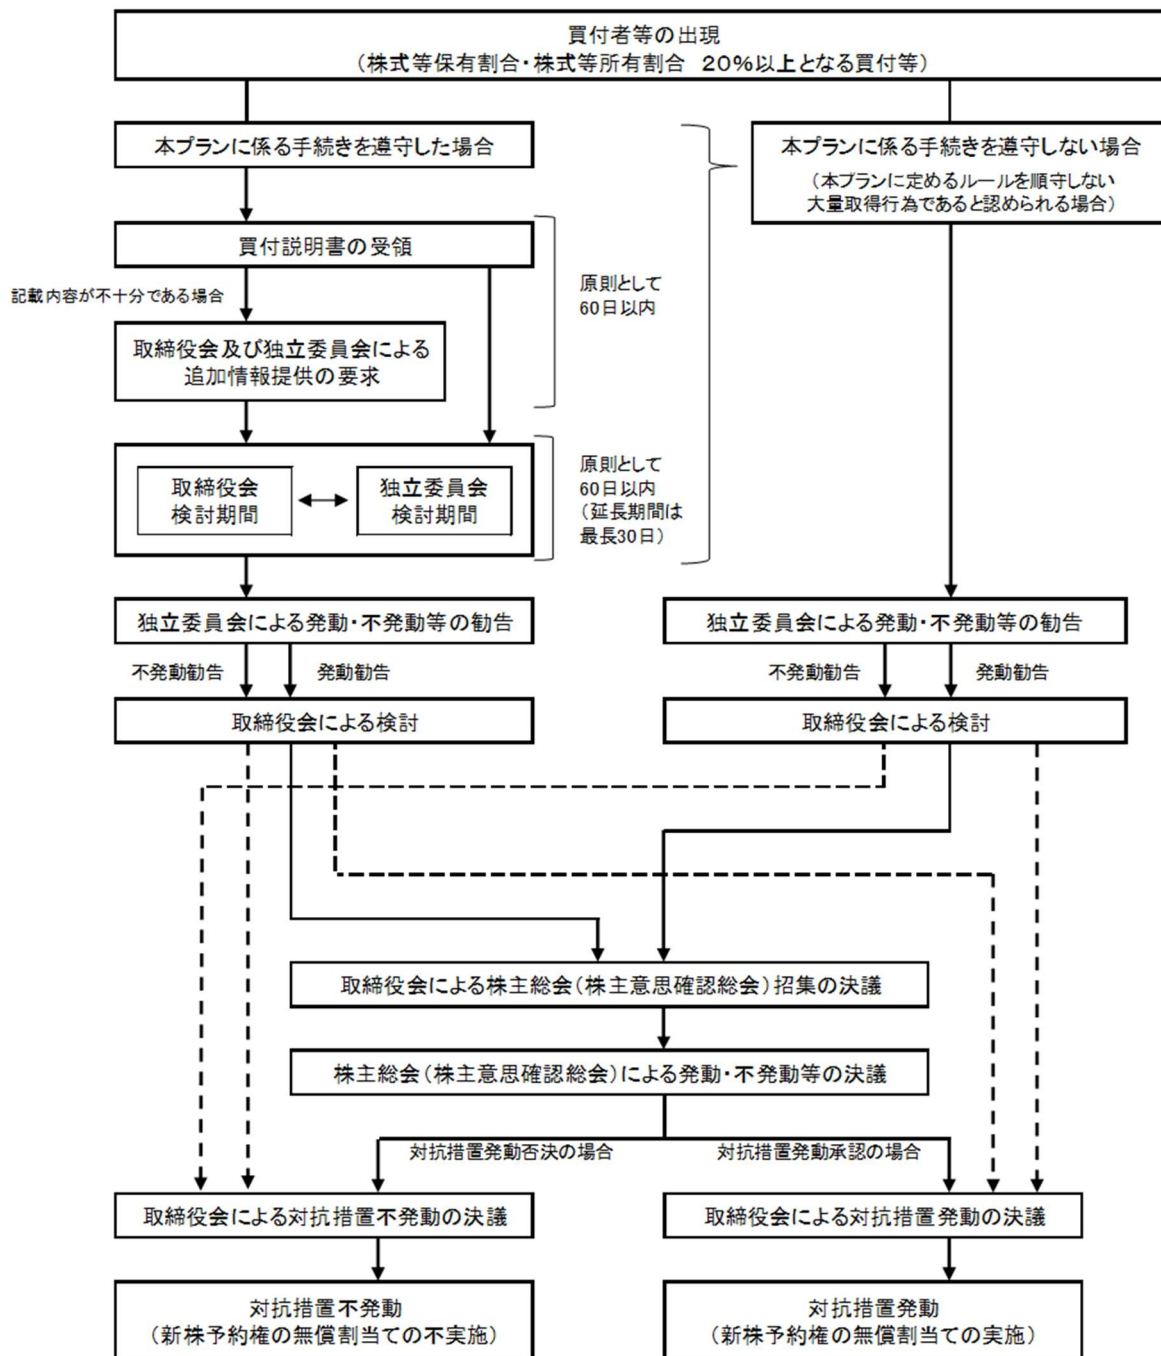 買付者等の出現
（株式等保有割合・株式等所有割合　20%以上となる買付等）
本プランに係る手続きを遵守した場合
本プランに係る手続きを遵守しない場合
（本プランに定めるルールを順守しない
大量取得行為であると認められる場合）
買付説明書の受領
記載内容が不十分である場合
原則として
60日以内
取締役会及び独立委員会による
追加情報提供の要求
取締役会
検討期間
独立委員会
検討期間
原則として
60日以内
（延長期間は
最長30日）
独立委員会による発動・不発動等の勧告
独立委員会による発動・不発動等の勧告
不発動勧告
発動勧告
不発動勧告
発動勧告
取締役会による検討
取締役会による検討
取締役会による株主総会（株主意思確認総会）招集の決議
株主総会（株主意思確認総会）による発動・不発動等の決議
対抗措置発動否決の場合
対抗措置発動承認の場合
取締役会による対抗措置不発動の決議
取締役会による対抗措置発動の決議
対抗措置不発動
（新株予約権の無償割当ての不実施）
対抗措置発動
（新株予約権の無償割当ての実施）